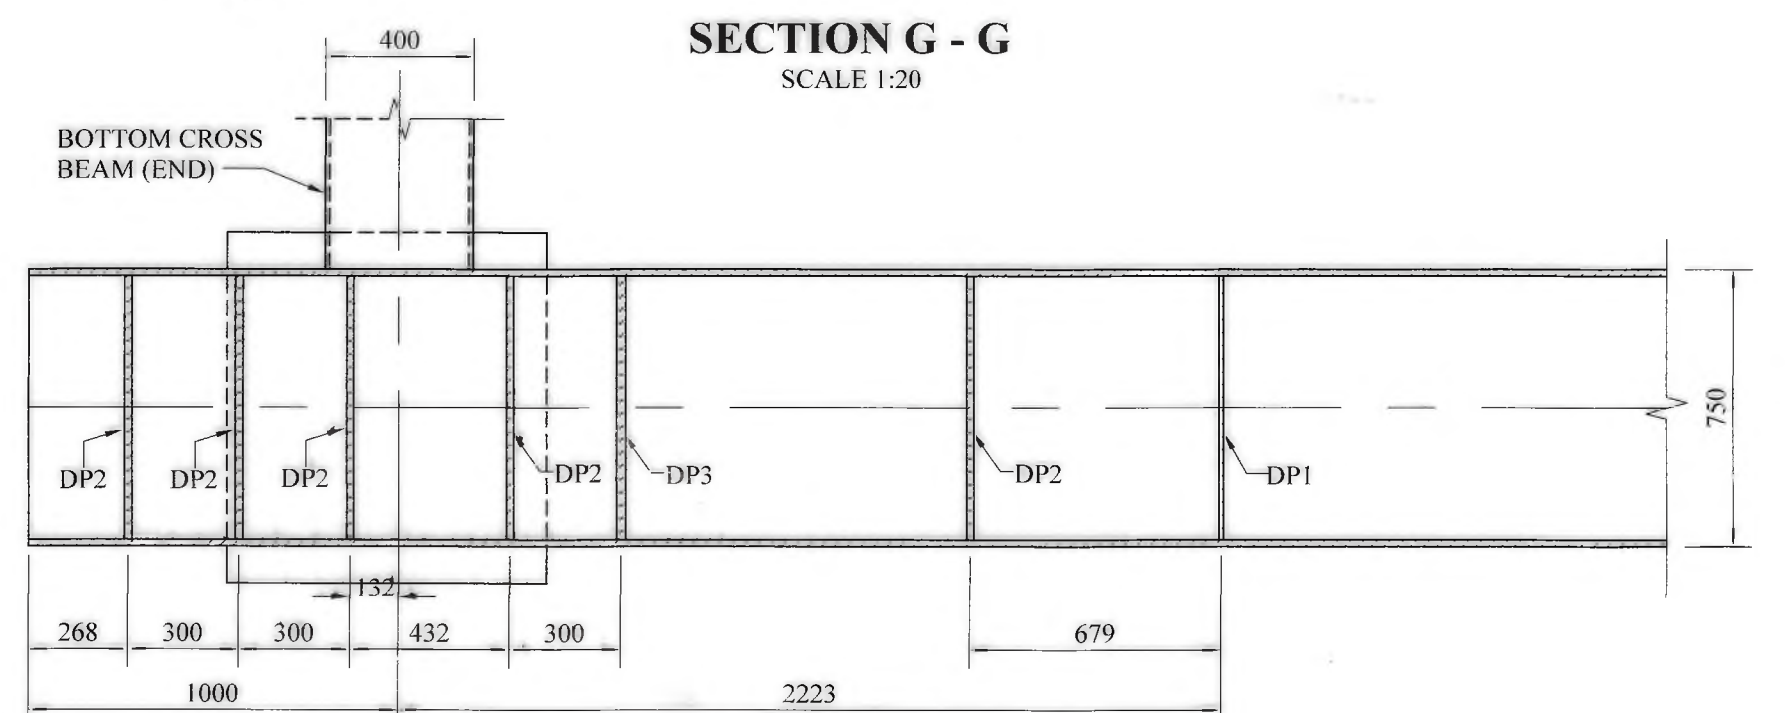 SECTION G - G
SCALE 1:20
400
BOTTOM CROSS
BEAM (END)
750
DP2
DP2
DP2
DP2
DP3
DP2
DP1
132
268
300
300
432
300
679
1000
2223